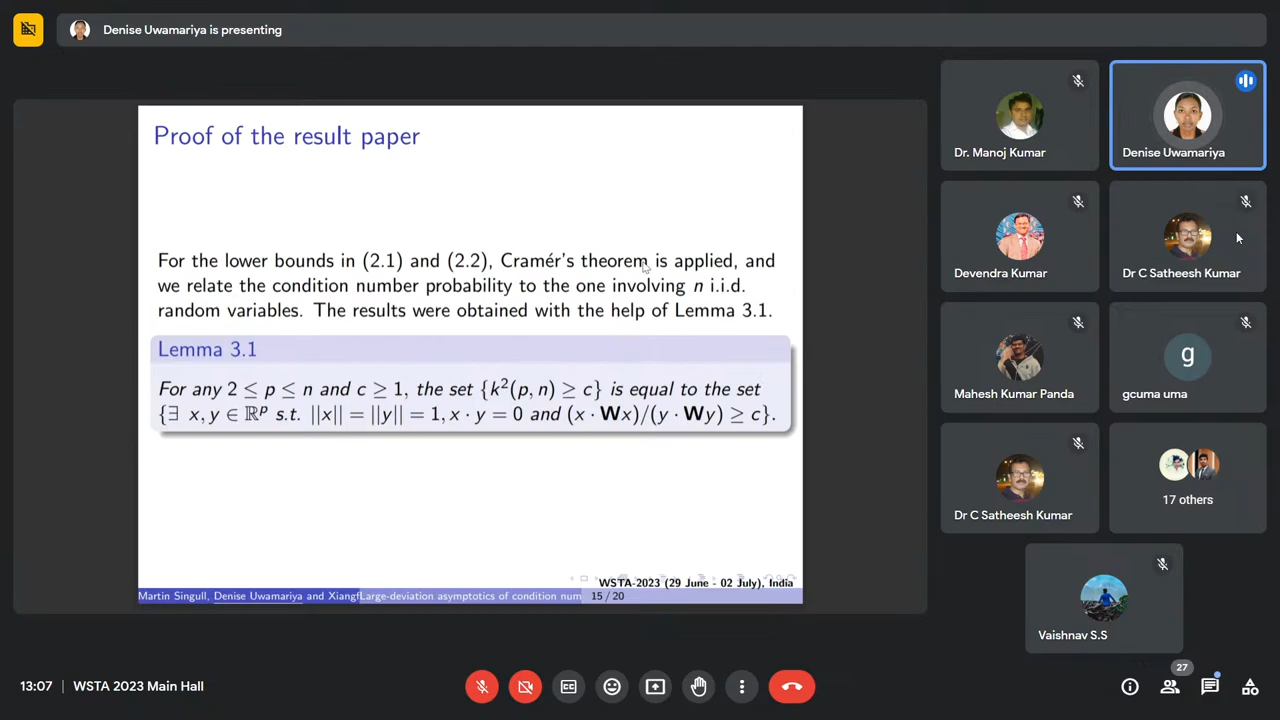 Denise Uwamariya is presenting
Proof of the result paper
For the lower bounds in (2.1) and (2.2), Cramér's theorem is applied, and
we relate the condition number probability to the one involving n i.i.d.
random variables. The results were obtained with the help of Lemma 3.1.
Lemma 3.1
For any 2 ≤ p ≤ n and c ≥ 1, the set {k²(p, n) ≥ c} is equal to the set
{∃ x, y ∈ ℝᵖ s.t. ||x|| = ||y|| = 1, x · y = 0 and (x · Wx)/(y · Wy) ≥ c}.
WSTA-2023 (29 June - 02 July), India
Martin Singull, Denise Uwamariya and Xiangf Large-deviation asymptotics of condition num 15 / 20
Dr. Manoj Kumar
Denise Uwamariya
Devendra Kumar
Dr C Satheesh Kumar
Mahesh Kumar Panda
g
gcuma uma
Dr C Satheesh Kumar
17 others
Vaishnav S.S
13:07 | WSTA 2023 Main Hall
27